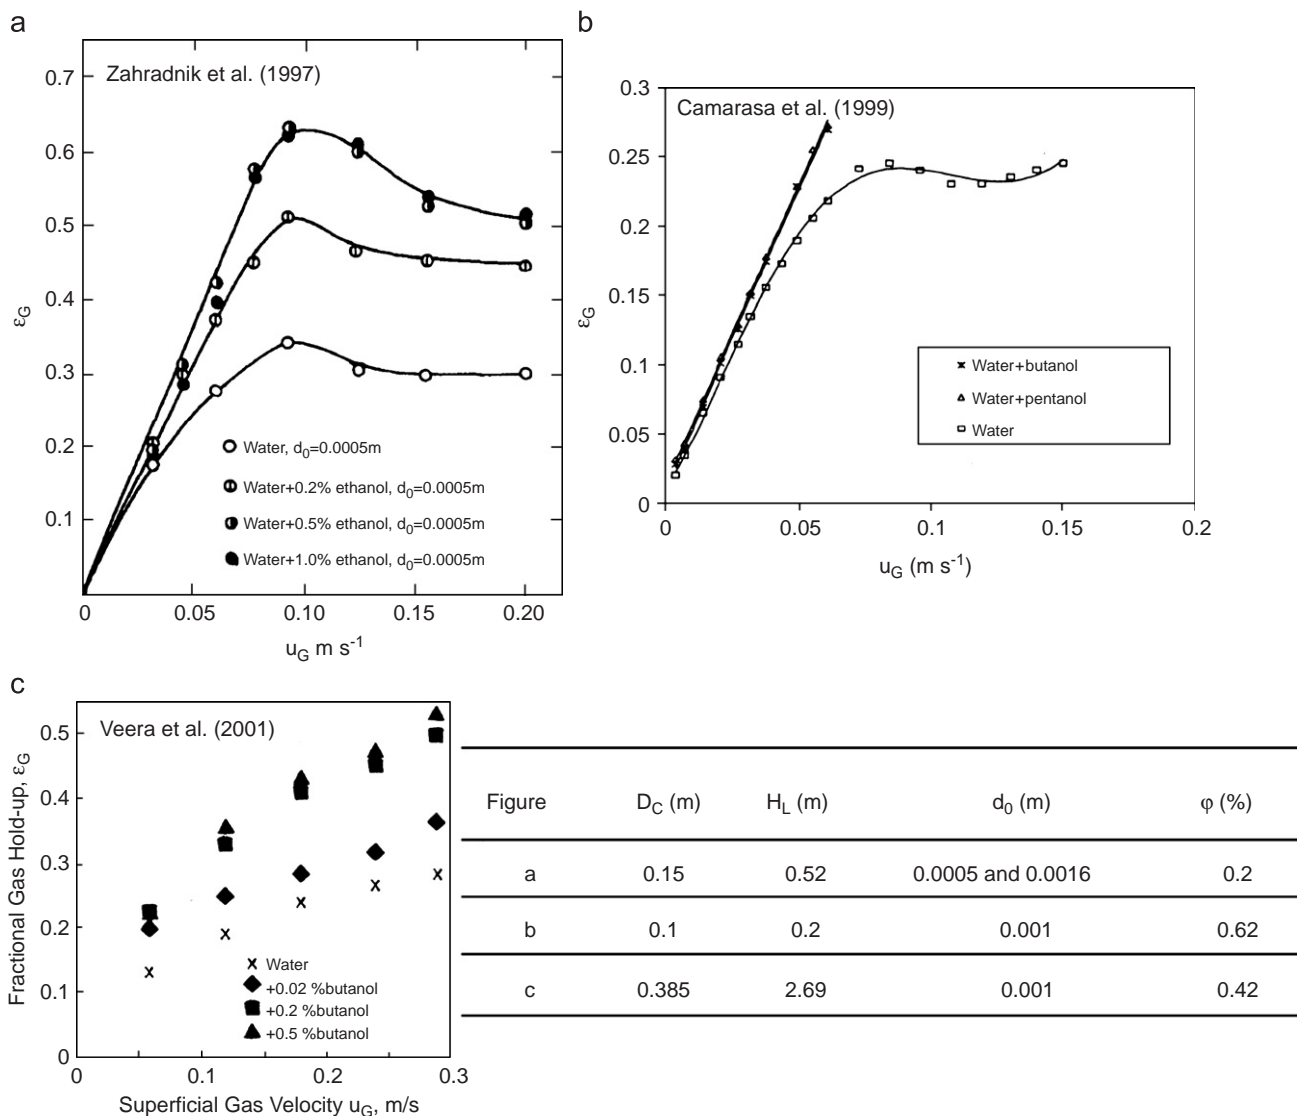 a
Zahradnik et al. (1997)
0.7
0.6
0.5
0.4
0.3
0.2
0.1
0
0.05
0.10
0.15
0.20
εG
uG m s-1
Water, d0=0.0005m
Water+0.2% ethanol, d0=0.0005m
Water+0.5% ethanol, d0=0.0005m
Water+1.0% ethanol, d0=0.0005m
b
Camarasa et al. (1999)
0.3
0.25
0.2
0.15
0.1
0.05
0
0
0.05
0.1
0.15
0.2
εG
uG (m s-1)
Water+butanol
Water+pentanol
Water
c
Veera et al. (2001)
0.5
0.4
0.3
0.2
0.1
0
0
0.1
0.2
0.3
Fractional Gas Hold-up, εG
Superficial Gas Velocity uG, m/s
Water
+0.02 %butanol
+0.2 %butanol
+0.5 %butanol
Figure DC (m) HL (m) d0 (m) φ (%)
a 0.15 0.52 0.0005 and 0.0016 0.2
b 0.1 0.2 0.001 0.62
c 0.385 2.69 0.001 0.42